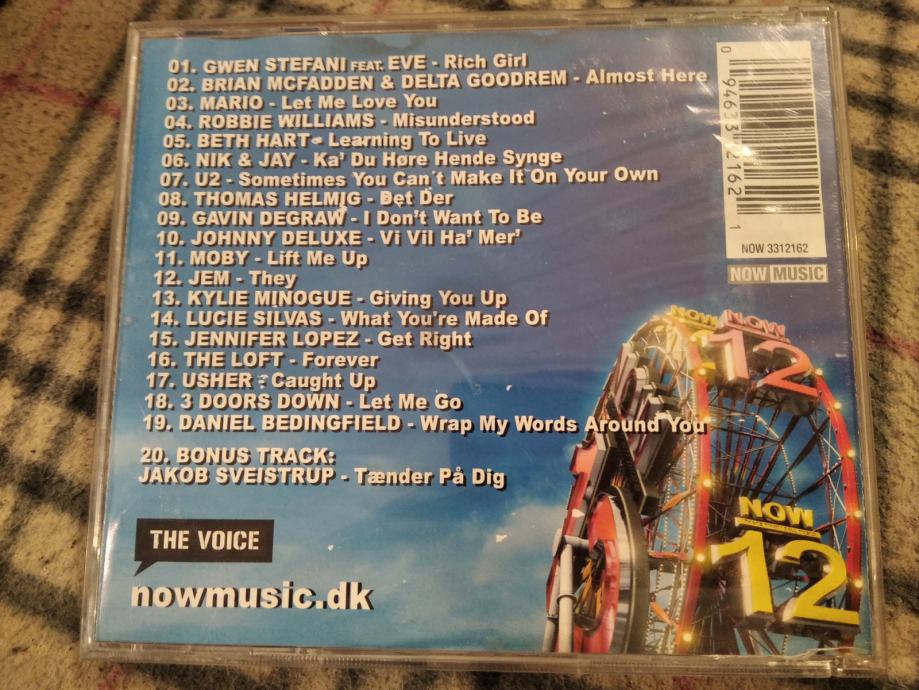 01. GWEN STEFANI FEAT. EVE - Rich Girl
02. BRIAN MCFADDEN & DELTA GOODREM - Almost Here
03. MARIO - Let Me Love You
04. ROBBIE WILLIAMS - Misunderstood
05. BETH HART - Learning To Live
06. NIK & JAY - Ka' Du Høre Hende Synge
07. U2 - Sometimes You Can´t Make It On Your Own
08. THOMAS HELMIG - Det Der
09. GAVIN DEGRAW - I Don't Want To Be
10. JOHNNY DELUXE - Vi Vil Ha' Mer'
11. MOBY - Lift Me Up
12. JEM - They
13. KYLIE MINOGUE - Giving You Up
14. LUCIE SILVAS - What You're Made Of
15. JENNIFER LOPEZ - Get Right
16. THE LOFT - Forever
17. USHER - Caught Up
18. 3 DOORS DOWN - Let Me Go
19. DANIEL BEDINGFIELD - Wrap My Words Around You
20. BONUS TRACK:
JAKOB SVEISTRUP - Tænder På Dig
THE VOICE
nowmusic.dk
0 94633 12162 1
NOW 3312162
NOW MUSIC
NOW
NOW
12
NOW
12